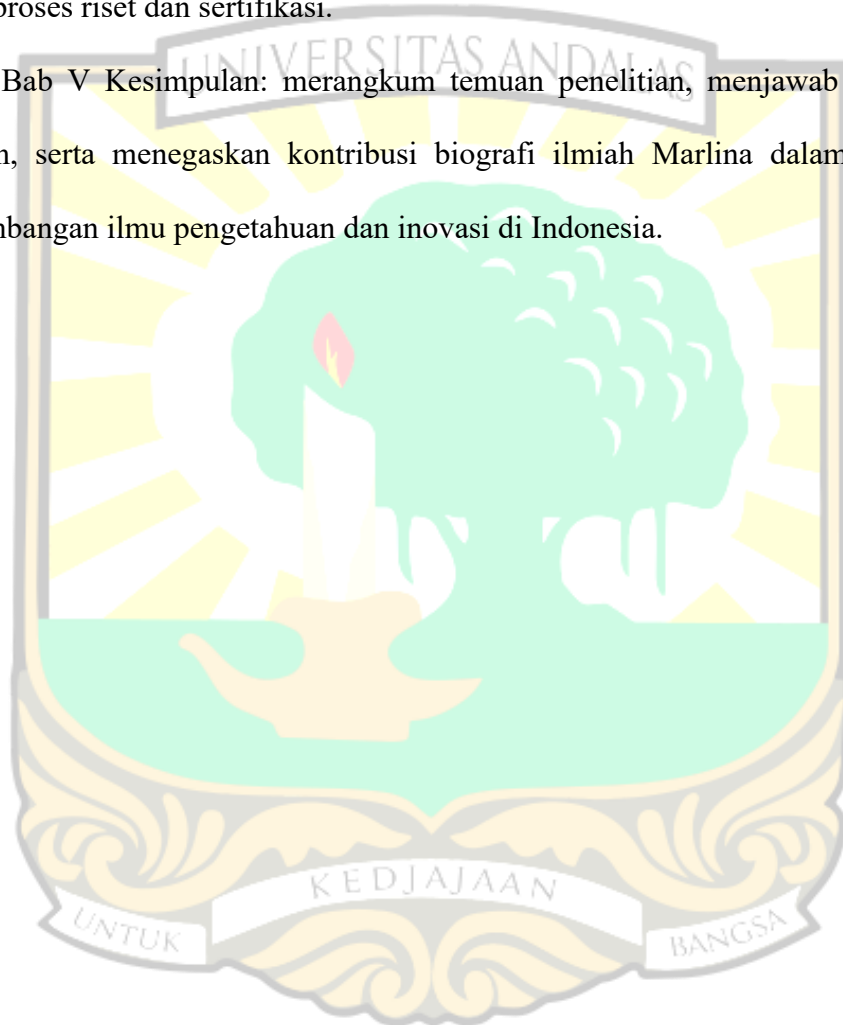 proses riset dan sertifikasi.
UNIVERSITAS ANDALAS
Bab V Kesimpulan: merangkum temuan penelitian, menjawab
serta menegaskan kontribusi biografi ilmiah Marlina dalam
ilmu pengetahuan dan inovasi di Indonesia.
KEDJAJAAN
UNTUK BANGSA